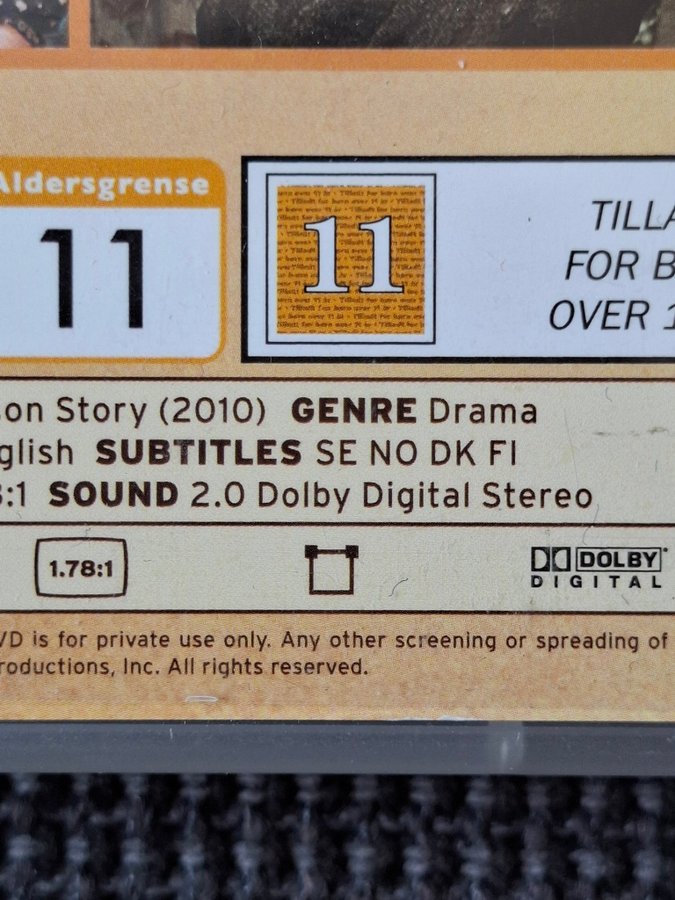 Aldersgrense
11
11
TILLA
FOR B
OVER 1
on Story (2010) GENRE Drama
glish SUBTITLES SE NO DK FI
:1 SOUND 2.0 Dolby Digital Stereo
1.78:1
DOLBY
DIGITAL
VD is for private use only. Any other screening or spreading of
roductions, Inc. All rights reserved.